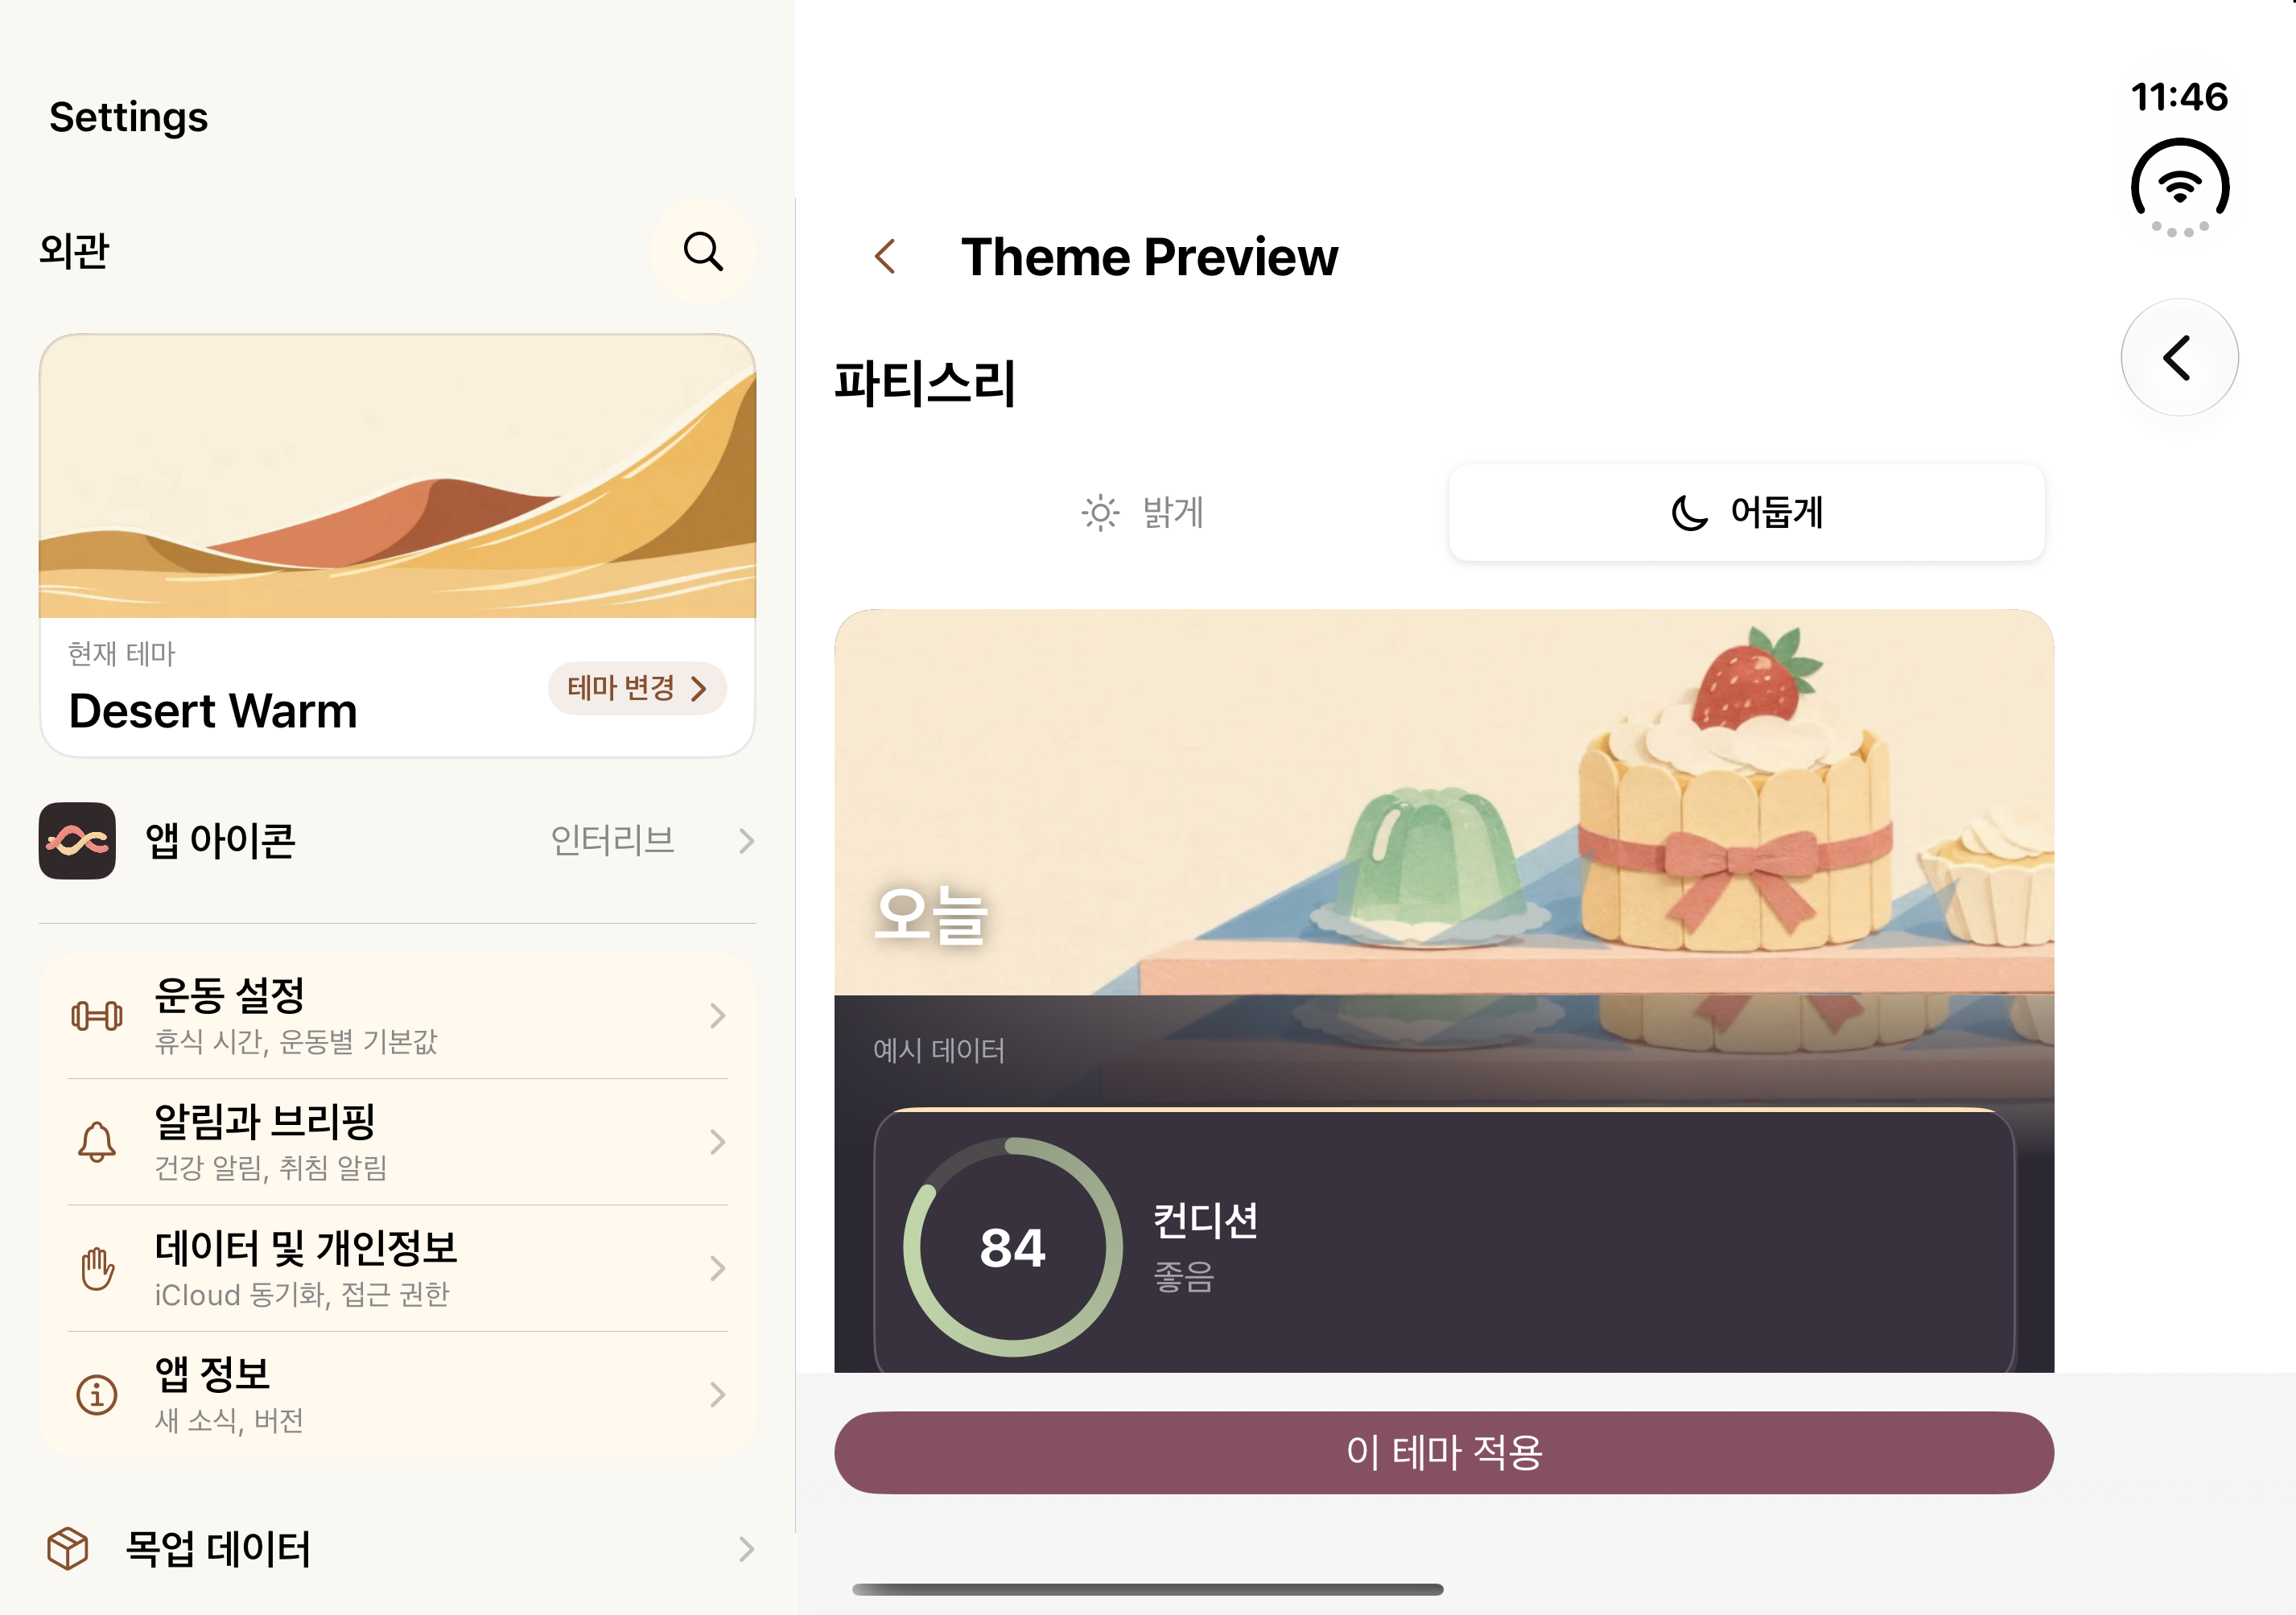 Settings
외관
현재 테마
Desert Warm
테마 변경
앱 아이콘
인터리브
운동 설정
휴식 시간, 운동별 기본값
알림과 브리핑
건강 알림, 취침 알림
데이터 및 개인정보
iCloud 동기화, 접근 권한
앱 정보
새 소식, 버전
목업 데이터
11:46
Theme Preview
파티스리
밝게
어둡게
오늘
예시 데이터
84
컨디션
좋음
이 테마 적용